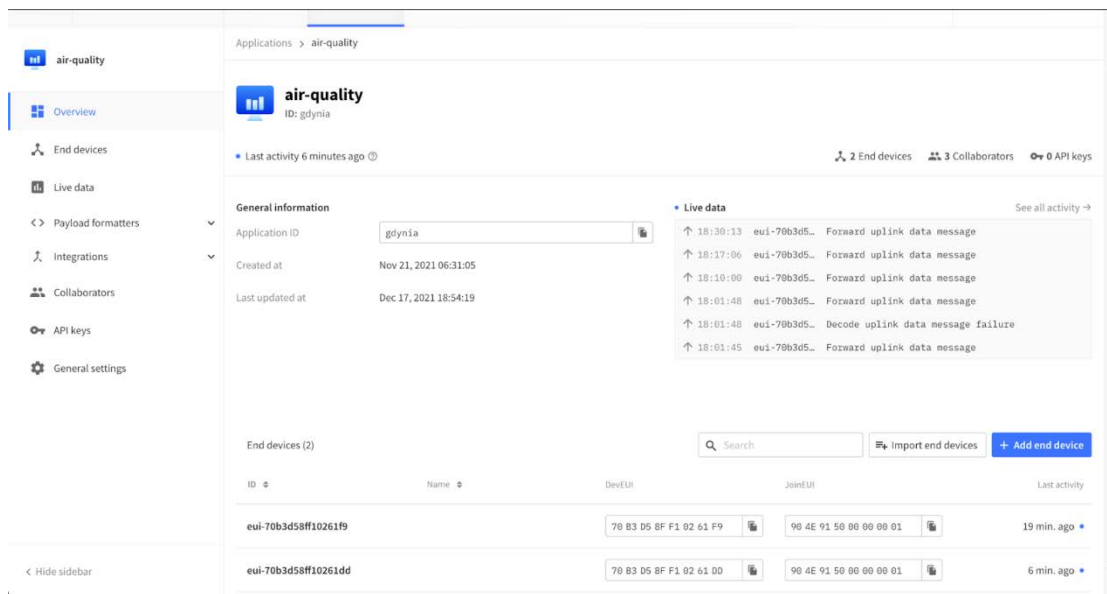 air-quality
Overview
End devices
Live data
Payload formatters
Integrations
Collaborators
API keys
General settings
< Hide sidebar
Applications > air-quality
air-quality
ID: gdynia
Last activity 6 minutes ago
2 End devices 3 Collaborators 0 API keys
General information
Application ID gdynia
Created at Nov 21, 2021 06:31:05
Last updated at Dec 17, 2021 18:54:19
Live data See all activity →
↑ 18:30:13 eui-70b3d5… Forward uplink data message
↑ 18:17:06 eui-70b3d5… Forward uplink data message
↑ 18:10:00 eui-70b3d5… Forward uplink data message
↑ 18:01:48 eui-70b3d5… Forward uplink data message
↑ 18:01:48 eui-70b3d5… Decode uplink data message failure
↑ 18:01:45 eui-70b3d5… Forward uplink data message
End devices (2) Search Import end devices + Add end device
ID Name DevEUI JoinEUI Last activity
eui-70b3d58ff10261f9 70 B3 D5 8F F1 02 61 F9 90 4E 91 50 00 00 00 01 19 min. ago
eui-70b3d58ff10261dd 70 B3 D5 8F F1 02 61 DD 90 4E 91 50 00 00 00 01 6 min. ago